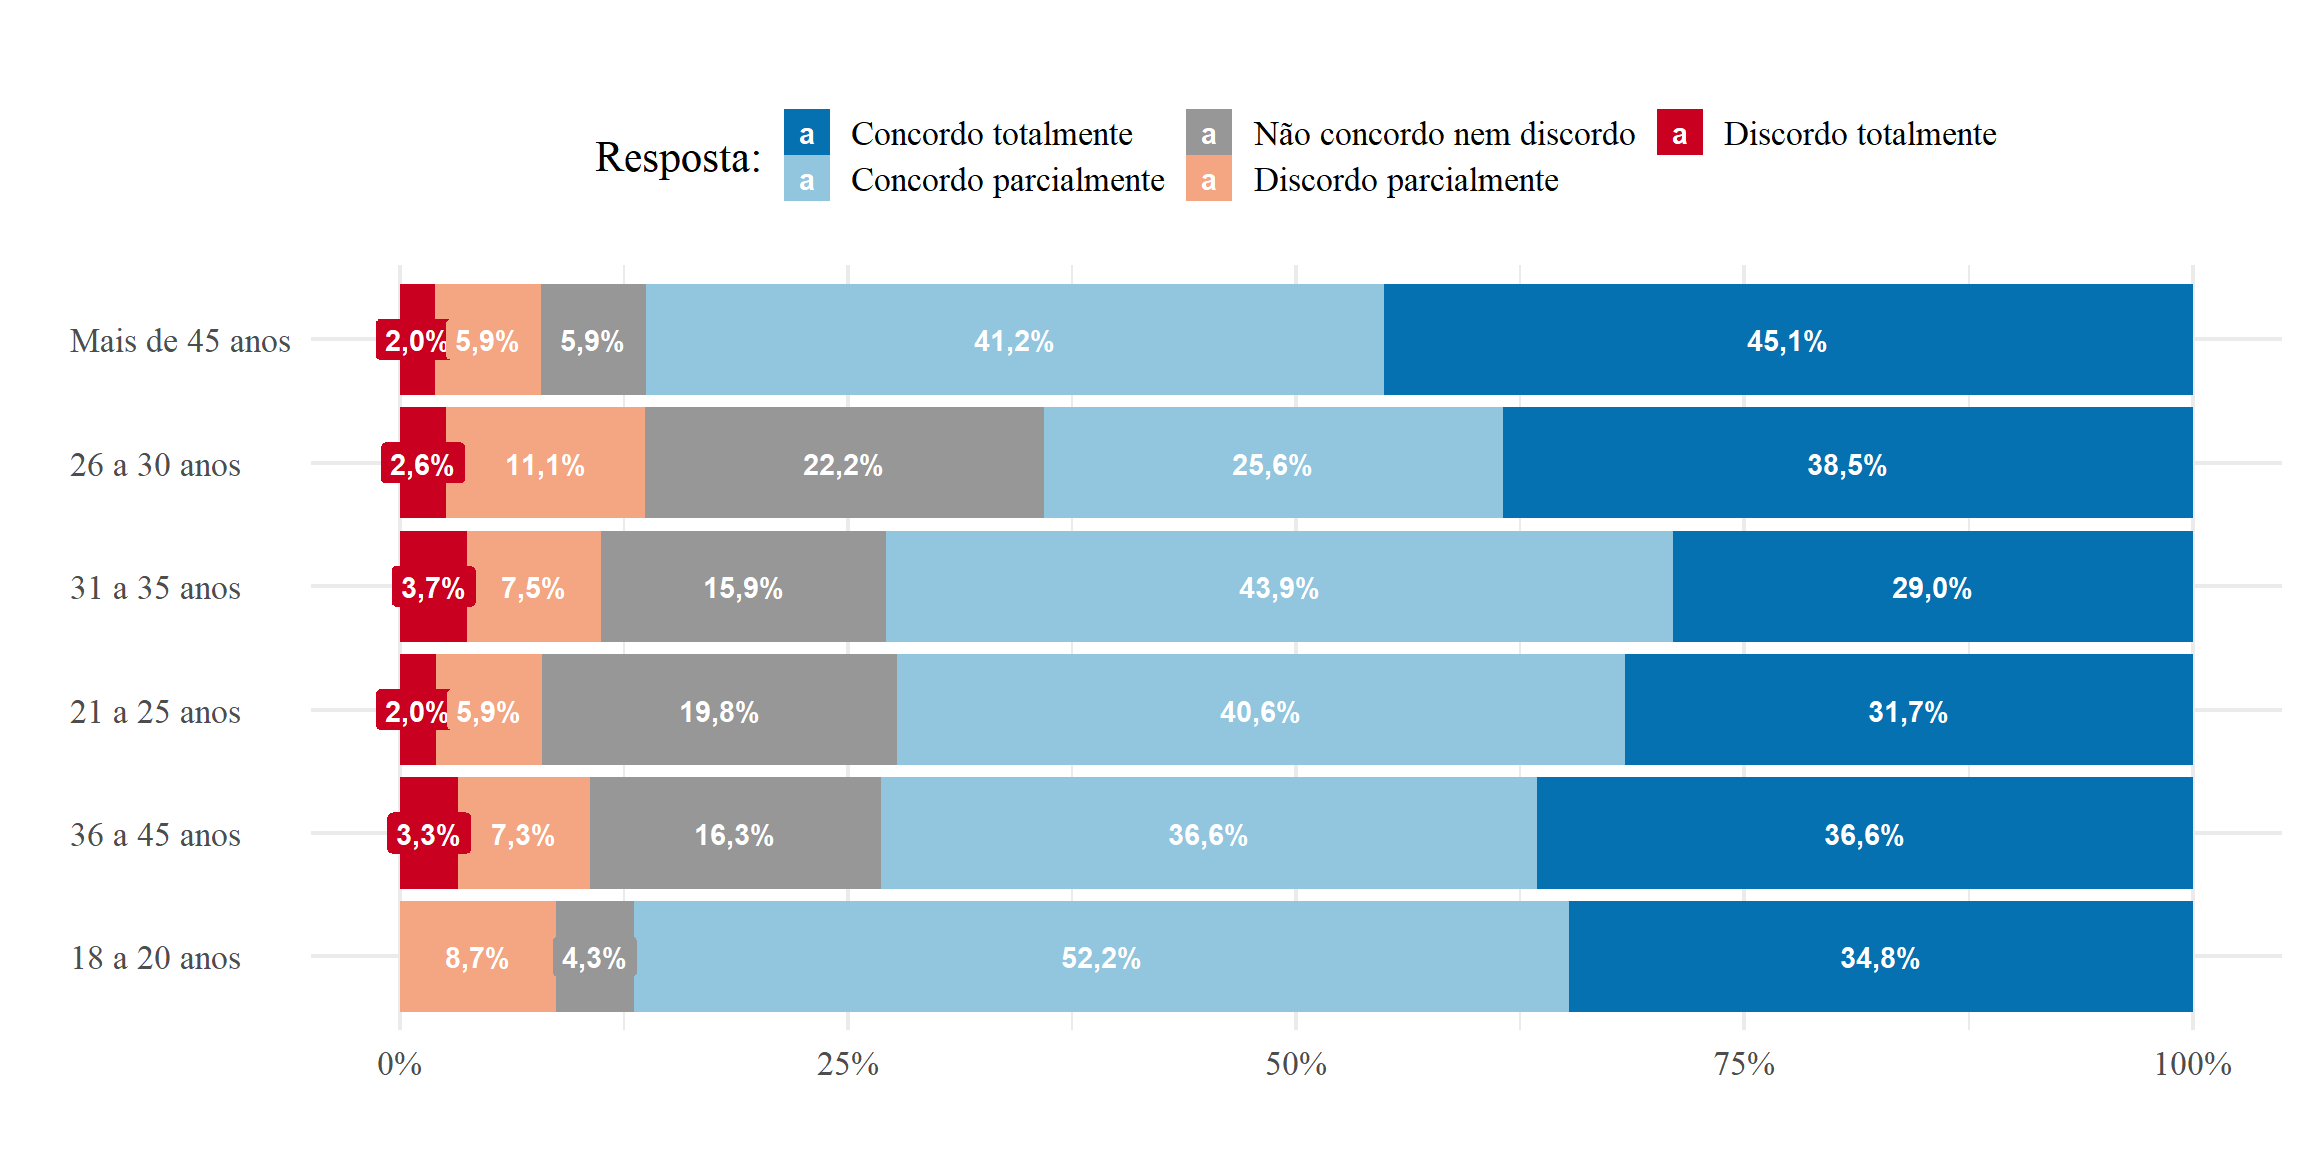 Resposta:
a Concordo totalmente a Não concordo nem discordo a Discordo totalmente
a Concordo parcialmente a Discordo parcialmente
Mais de 45 anos 2,0% 5,9% 5,9% 41,2% 45,1%
26 a 30 anos 2,6% 11,1% 22,2% 25,6% 38,5%
31 a 35 anos 3,7% 7,5% 15,9% 43,9% 29,0%
21 a 25 anos 2,0% 5,9% 19,8% 40,6% 31,7%
36 a 45 anos 3,3% 7,3% 16,3% 36,6% 36,6%
18 a 20 anos 8,7% 4,3% 52,2% 34,8%
0% 25% 50% 75% 100%